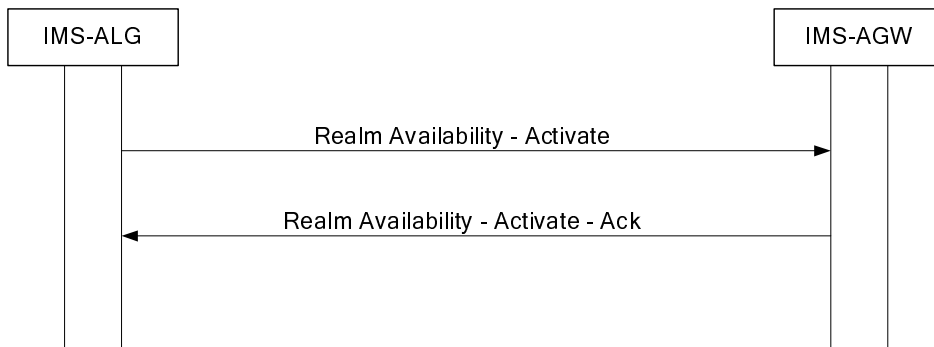 IMS-ALG
IMS-AGW
Realm Availability - Activate
Realm Availability - Activate - Ack